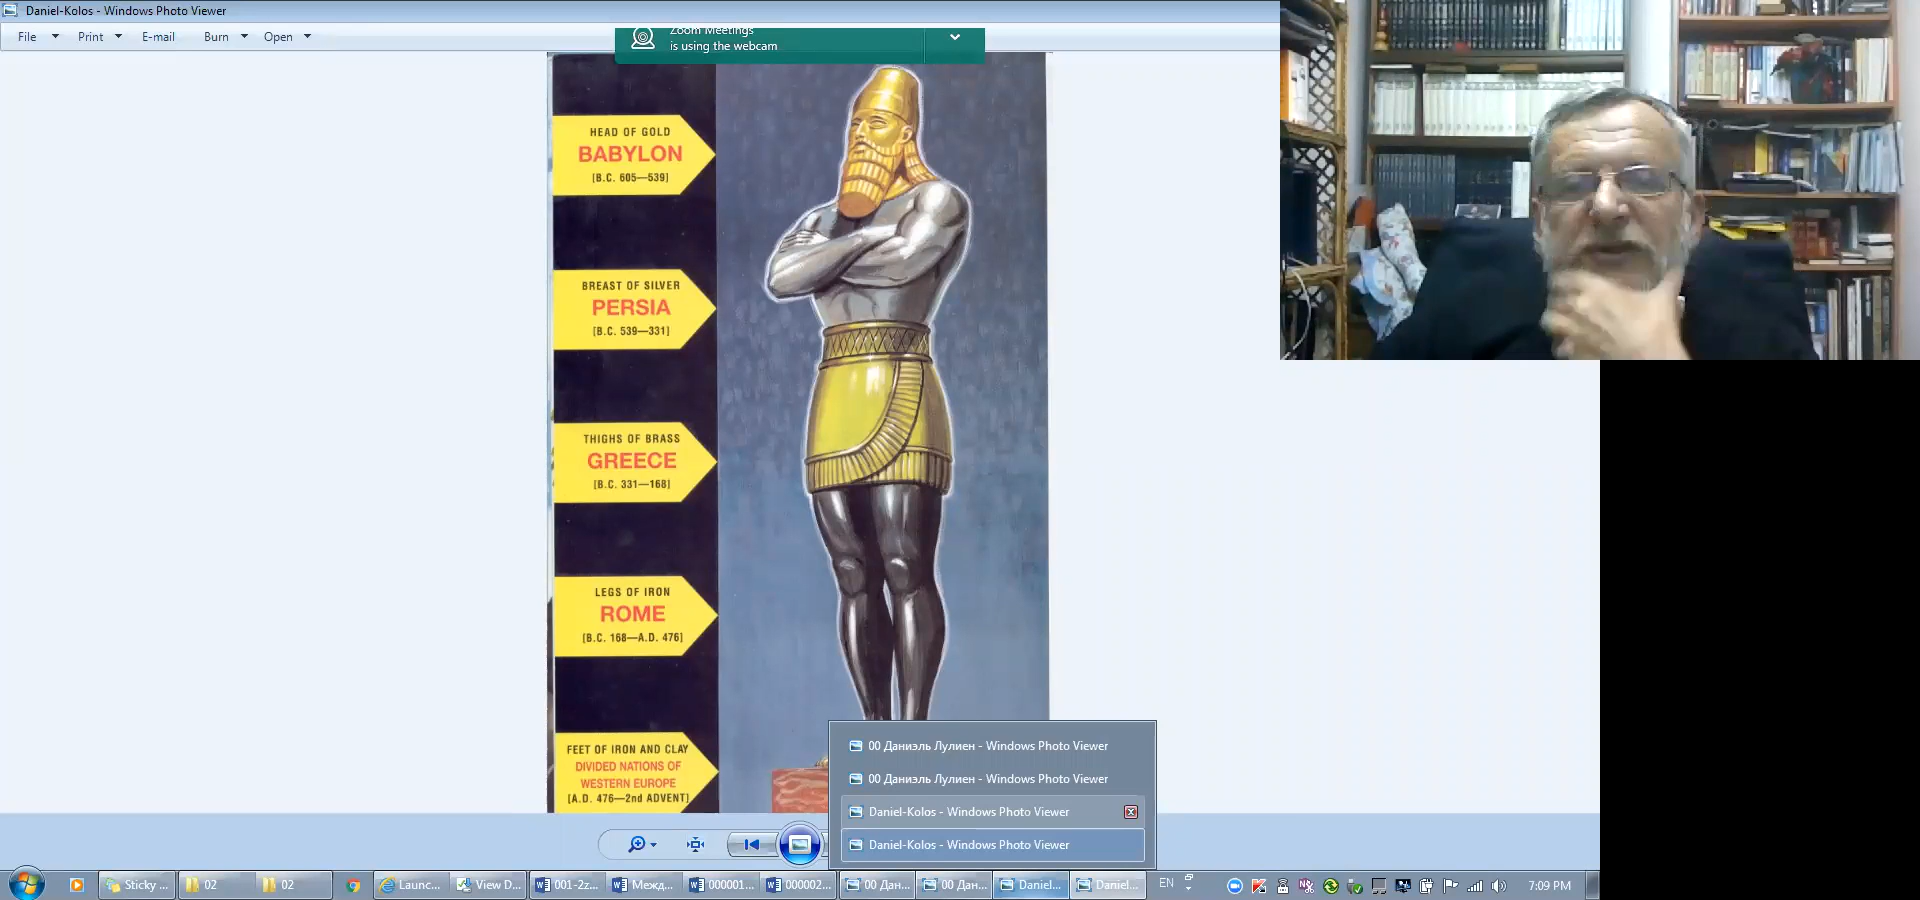 Daniel-Kolos - Windows Photo Viewer
File Print E-mail Burn Open
Zoom Meetings
is using the webcam
HEAD OF GOLD
BABYLON
[B.C. 605—539]
BREAST OF SILVER
PERSIA
[B.C. 539—331]
THIGHS OF BRASS
GREECE
[B.C. 331—168]
LEGS OF IRON
ROME
[B.C. 168—A.D. 476]
FEET OF IRON AND CLAY
DIVIDED NATIONS OF
WESTERN EUROPE
[A.D. 476—2nd ADVENT]
00 Даниэль Лулиен - Windows Photo Viewer
00 Даниэль Лулиен - Windows Photo Viewer
Daniel-Kolos - Windows Photo Viewer
Daniel-Kolos - Windows Photo Viewer
Sticky ... 02 02 Launc... View D... 001-2z... Межд... 000001... 000002... 00 Дан... 00 Дан... Daniel... Daniel... EN 7:09 PM